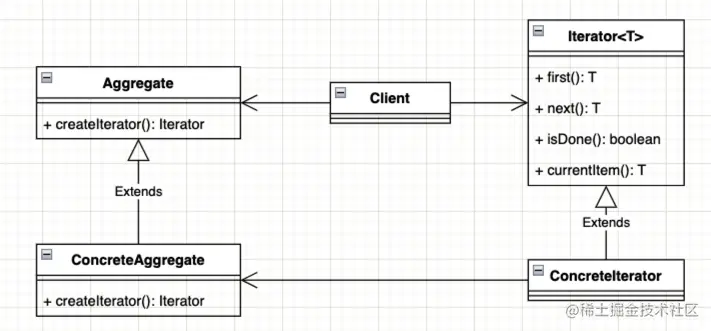 Iterator<T>
+ first(): T
+ next(): T
+ isDone(): boolean
+ currentItem(): T
Aggregate
+ createIterator(): Iterator
Client
Extends
Extends
ConcreteAggregate
+ createIterator(): Iterator
ConcreteIterator
@稀土掘金技术社区